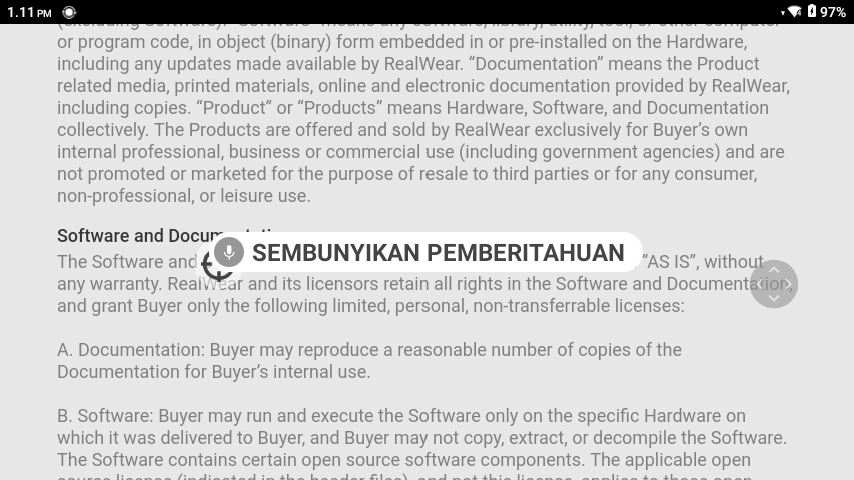 1.11 PM
97%
or program code, in object (binary) form embedded in or pre-installed on the Hardware,
including any updates made available by RealWear. “Documentation” means the Product
related media, printed materials, online and electronic documentation provided by RealWear,
including copies. “Product” or “Products” means Hardware, Software, and Documentation
collectively. The Products are offered and sold by RealWear exclusively for Buyer’s own
internal professional, business or commercial use (including government agencies) and are
not promoted or marketed for the purpose of resale to third parties or for any consumer,
non-professional, or leisure use.
Software and
SEMBUNYIKAN PEMBERITAHUAN
The Software and “AS IS”, without
any warranty. RealWear and its licensors retain all rights in the Software and Documentation,
and grant Buyer only the following limited, personal, non-transferrable licenses:
A. Documentation: Buyer may reproduce a reasonable number of copies of the
Documentation for Buyer’s internal use.
B. Software: Buyer may run and execute the Software only on the specific Hardware on
which it was delivered to Buyer, and Buyer may not copy, extract, or decompile the Software.
The Software contains certain open source software components. The applicable open